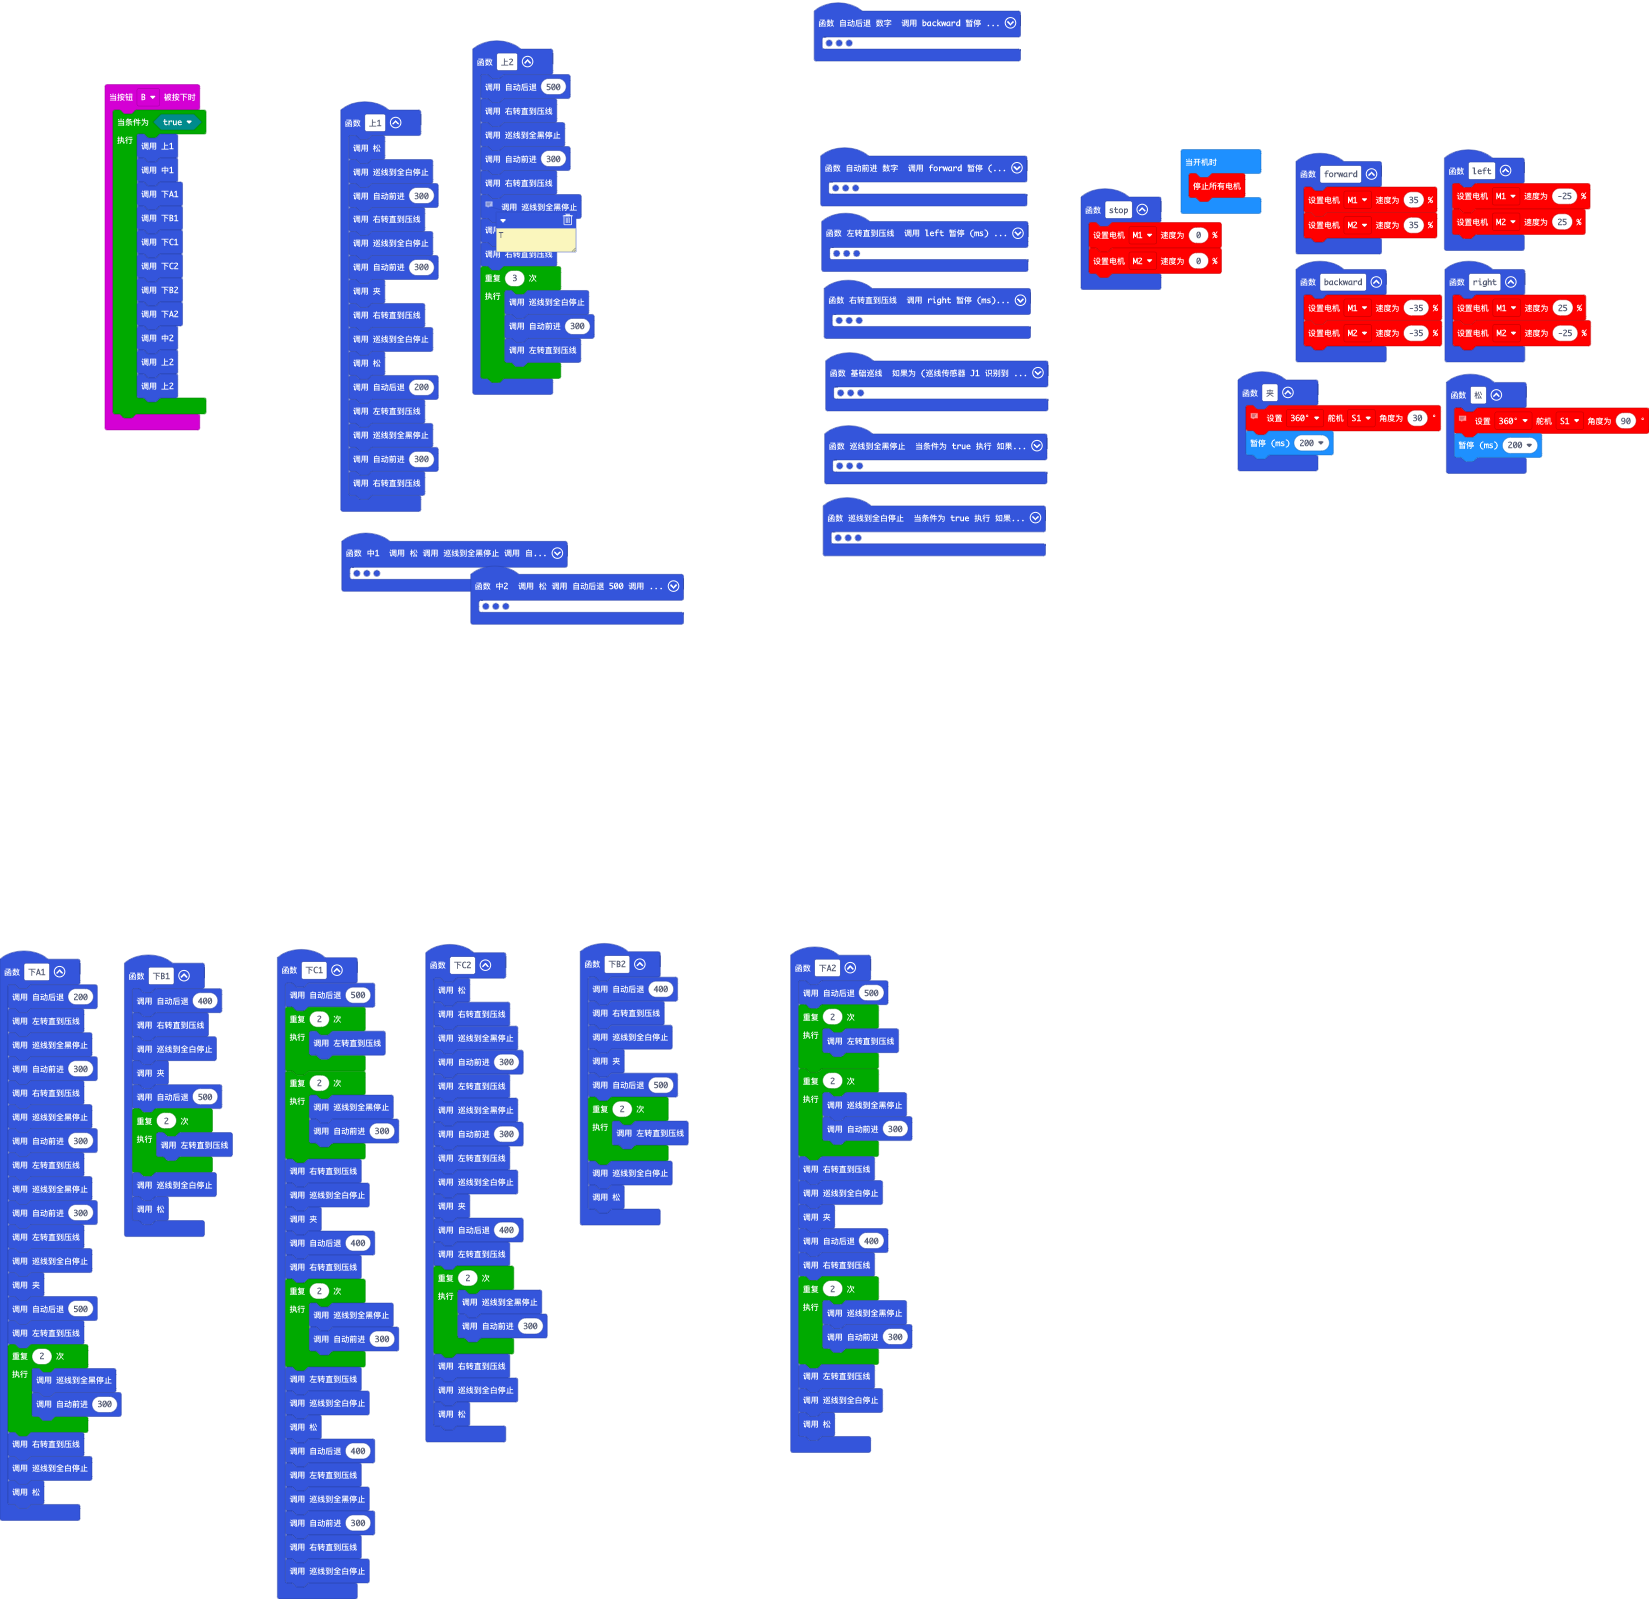 当按钮 B 被按下时
当条件为 true
执行
调用 上1
调用 中1
调用 下A1
调用 下B1
调用 下C1
调用 下C2
调用 下B2
调用 下A2
调用 中2
调用 上2
调用 上2
函数 上1
调用 松
调用 巡线到全白停止
调用 自动前进 300
调用 右转直到压线
调用 巡线到全白停止
调用 自动前进 300
调用 夹
调用 右转直到压线
调用 巡线到全白停止
调用 松
调用 自动后退 200
调用 左转直到压线
调用 巡线到全黑停止
调用 自动前进 300
调用 右转直到压线
函数 上2
调用 自动后退 500
调用 右转直到压线
调用 巡线到全黑停止
调用 自动前进 300
调用 右转直到压线
调用 巡线到全黑停止
T
调用 右转直到压线
重复 3 次
执行
调用 巡线到全白停止
调用 自动前进 300
调用 左转直到压线
函数 中1 调用 松 调用 巡线到全黑停止 调用 自...
函数 中2 调用 松 调用 自动后退 500 调用 ...
函数 自动后退 数字 调用 backward 暂停 ...
函数 自动前进 数字 调用 forward 暂停 (...
函数 左转直到压线 调用 left 暂停 (ms) ...
函数 右转直到压线 调用 right 暂停 (ms)...
函数 基础巡线 如果为 (巡线传感器 J1 识别到 ...
函数 巡线到全黑停止 当条件为 true 执行 如果...
函数 巡线到全白停止 当条件为 true 执行 如果...
函数 stop
设置电机 M1 速度为 0 %
设置电机 M2 速度为 0 %
当开机时
停止所有电机
函数 forward
设置电机 M1 速度为 35 %
设置电机 M2 速度为 35 %
函数 left
设置电机 M1 速度为 -25 %
设置电机 M2 速度为 25 %
函数 backward
设置电机 M1 速度为 -35 %
设置电机 M2 速度为 -35 %
函数 right
设置电机 M1 速度为 25 %
设置电机 M2 速度为 -25 %
函数 夹
设置 360° 舵机 S1 角度为 30 °
暂停 (ms) 200
函数 松
设置 360° 舵机 S1 角度为 90 °
暂停 (ms) 200
函数 下A1
调用 自动后退 200
调用 左转直到压线
调用 巡线到全黑停止
调用 自动前进 300
调用 右转直到压线
调用 巡线到全黑停止
调用 自动前进 300
调用 左转直到压线
调用 巡线到全黑停止
调用 自动前进 300
调用 左转直到压线
调用 巡线到全白停止
调用 夹
调用 自动后退 500
调用 左转直到压线
重复 2 次
执行
调用 巡线到全黑停止
调用 自动前进 300
调用 右转直到压线
调用 巡线到全白停止
调用 松
函数 下B1
调用 自动后退 400
调用 右转直到压线
调用 巡线到全白停止
调用 夹
调用 自动后退 500
重复 2 次
执行
调用 左转直到压线
调用 巡线到全白停止
调用 松
函数 下C1
调用 自动后退 500
重复 2 次
执行
调用 左转直到压线
重复 2 次
执行
调用 巡线到全黑停止
调用 自动前进 300
调用 右转直到压线
调用 巡线到全白停止
调用 夹
调用 自动后退 400
调用 右转直到压线
重复 2 次
执行
调用 巡线到全黑停止
调用 自动前进 300
调用 左转直到压线
调用 巡线到全白停止
调用 松
调用 自动后退 400
调用 左转直到压线
调用 巡线到全黑停止
调用 自动前进 300
调用 右转直到压线
调用 巡线到全白停止
函数 下C2
调用 松
调用 右转直到压线
调用 巡线到全黑停止
调用 自动前进 300
调用 左转直到压线
调用 巡线到全黑停止
调用 自动前进 300
调用 左转直到压线
调用 巡线到全白停止
调用 夹
调用 自动后退 400
调用 左转直到压线
重复 2 次
执行
调用 巡线到全黑停止
调用 自动前进 300
调用 右转直到压线
调用 巡线到全白停止
调用 松
函数 下B2
调用 自动后退 400
调用 右转直到压线
调用 巡线到全白停止
调用 夹
调用 自动后退 500
重复 2 次
执行
调用 左转直到压线
调用 巡线到全白停止
调用 松
函数 下A2
调用 自动后退 500
重复 2 次
执行
调用 左转直到压线
重复 2 次
执行
调用 巡线到全黑停止
调用 自动前进 300
调用 右转直到压线
调用 巡线到全白停止
调用 夹
调用 自动后退 400
调用 右转直到压线
重复 2 次
执行
调用 巡线到全黑停止
调用 自动前进 300
调用 左转直到压线
调用 巡线到全白停止
调用 松